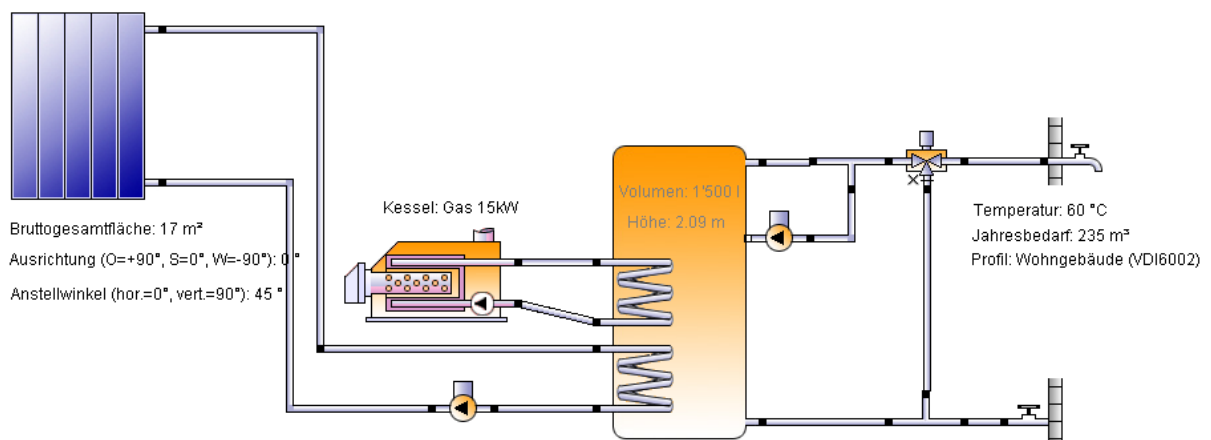 Bruttogesamtfläche: 17 m²
Ausrichtung (O=+90°, S=0°, W=-90°): 0 °
Anstellwinkel (hor.=0°, vert.=90°): 45 °
Kessel: Gas 15kW
Volumen: 1'500 l
Höhe: 2.09 m
Temperatur: 60 °C
Jahresbedarf: 235 m³
Profil: Wohngebäude (VDI6002)